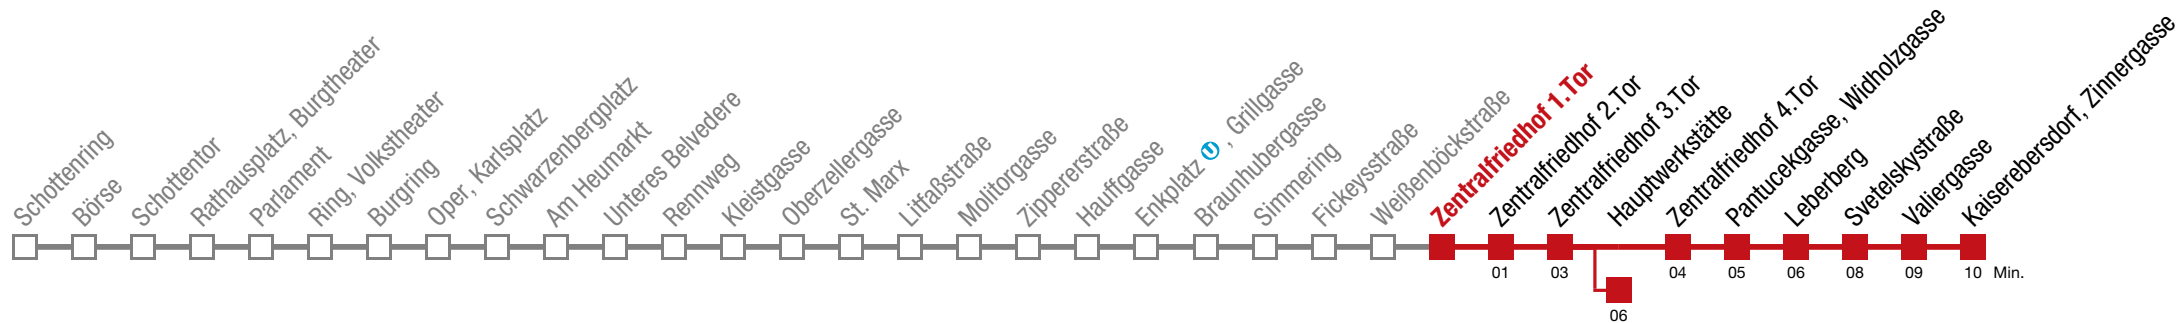 Schottenring
Börse
Schottentor
Rathausplatz, Burgtheater
Parlament
Ring, Volkstheater
Burgring
Oper, Karlsplatz
Schwarzenbergplatz
Am Heumarkt
Unteres Belvedere
Rennweg
Kleistgasse
Oberzellergasse
St. Marx
Litfaßstraße
Molitorgasse
Zippererstraße
Hauffgasse
Enkplatz U, Grillgasse
Braunhubergasse
Simmering
Fickeysstraße
Weißenböckstraße
Zentralfriedhof 1.Tor
Zentralfriedhof 2.Tor
Zentralfriedhof 3.Tor
Hauptwerkstätte
Zentralfriedhof 4.Tor
Pantucekgasse, Widholzgasse
Leberberg
Svetelskystraße
Valiergasse
Kaiserebersdorf, Zinnergasse
01 03 04 05 06 08 09 10 Min.
06